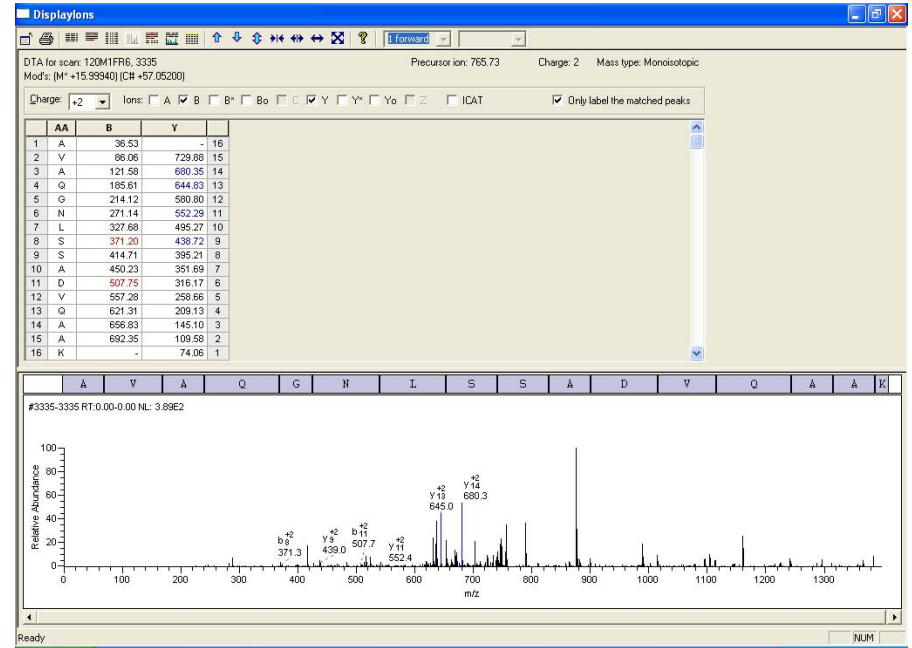 DisplayIons
1 forward
DTA for scan: 120M1FR6, 3335 Precursor ion: 765.73 Charge: 2 Mass type: Monoisotopic
Mod's: (M* +15.99940) (C# +57.05200)
Charge: +2 Ions: A B B* Bo C Y Y* Yo Z ICAT Only label the matched peaks
AA B Y
1 A 36.53 - 16
2 V 86.06 729.88 15
3 A 121.58 680.35 14
4 Q 185.61 644.83 13
5 G 214.12 580.80 12
6 N 271.14 552.29 11
7 L 327.68 495.27 10
8 S 371.20 438.72 9
9 S 414.71 395.21 8
10 A 450.23 351.69 7
11 D 507.75 316.17 6
12 V 557.28 258.66 5
13 Q 621.31 209.13 4
14 A 656.83 145.10 3
15 A 692.35 109.58 2
16 K - 74.06 1
A V A Q G N L S S A D V Q A A K
#3335-3335 RT:0.00-0.00 NL: 3.89E2
Relative Abundance
100
80
60
40
20
0
b8+2 371.3
y9+2 439.0
b11+2 507.7
y11+2 552.4
y13+2 645.0
y14+2 680.3
0 100 200 300 400 500 600 700 800 900 1000 1100 1200 1300
m/z
Ready NUM